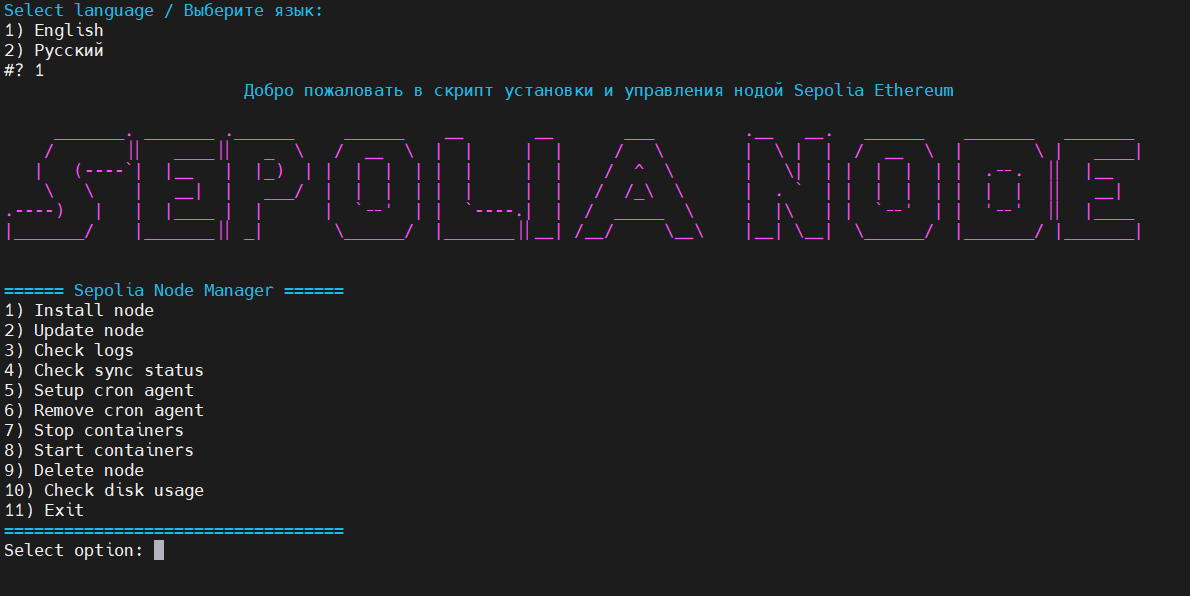 Select language / Выберите язык:
1) English
2) Русский
#? 1
Добро пожаловать в скрипт установки и управления нодой Sepolia Ethereum
SEPOLIA NODE
====== Sepolia Node Manager ======
1) Install node
2) Update node
3) Check logs
4) Check sync status
5) Setup cron agent
6) Remove cron agent
7) Stop containers
8) Start containers
9) Delete node
10) Check disk usage
11) Exit
==================================
Select option: